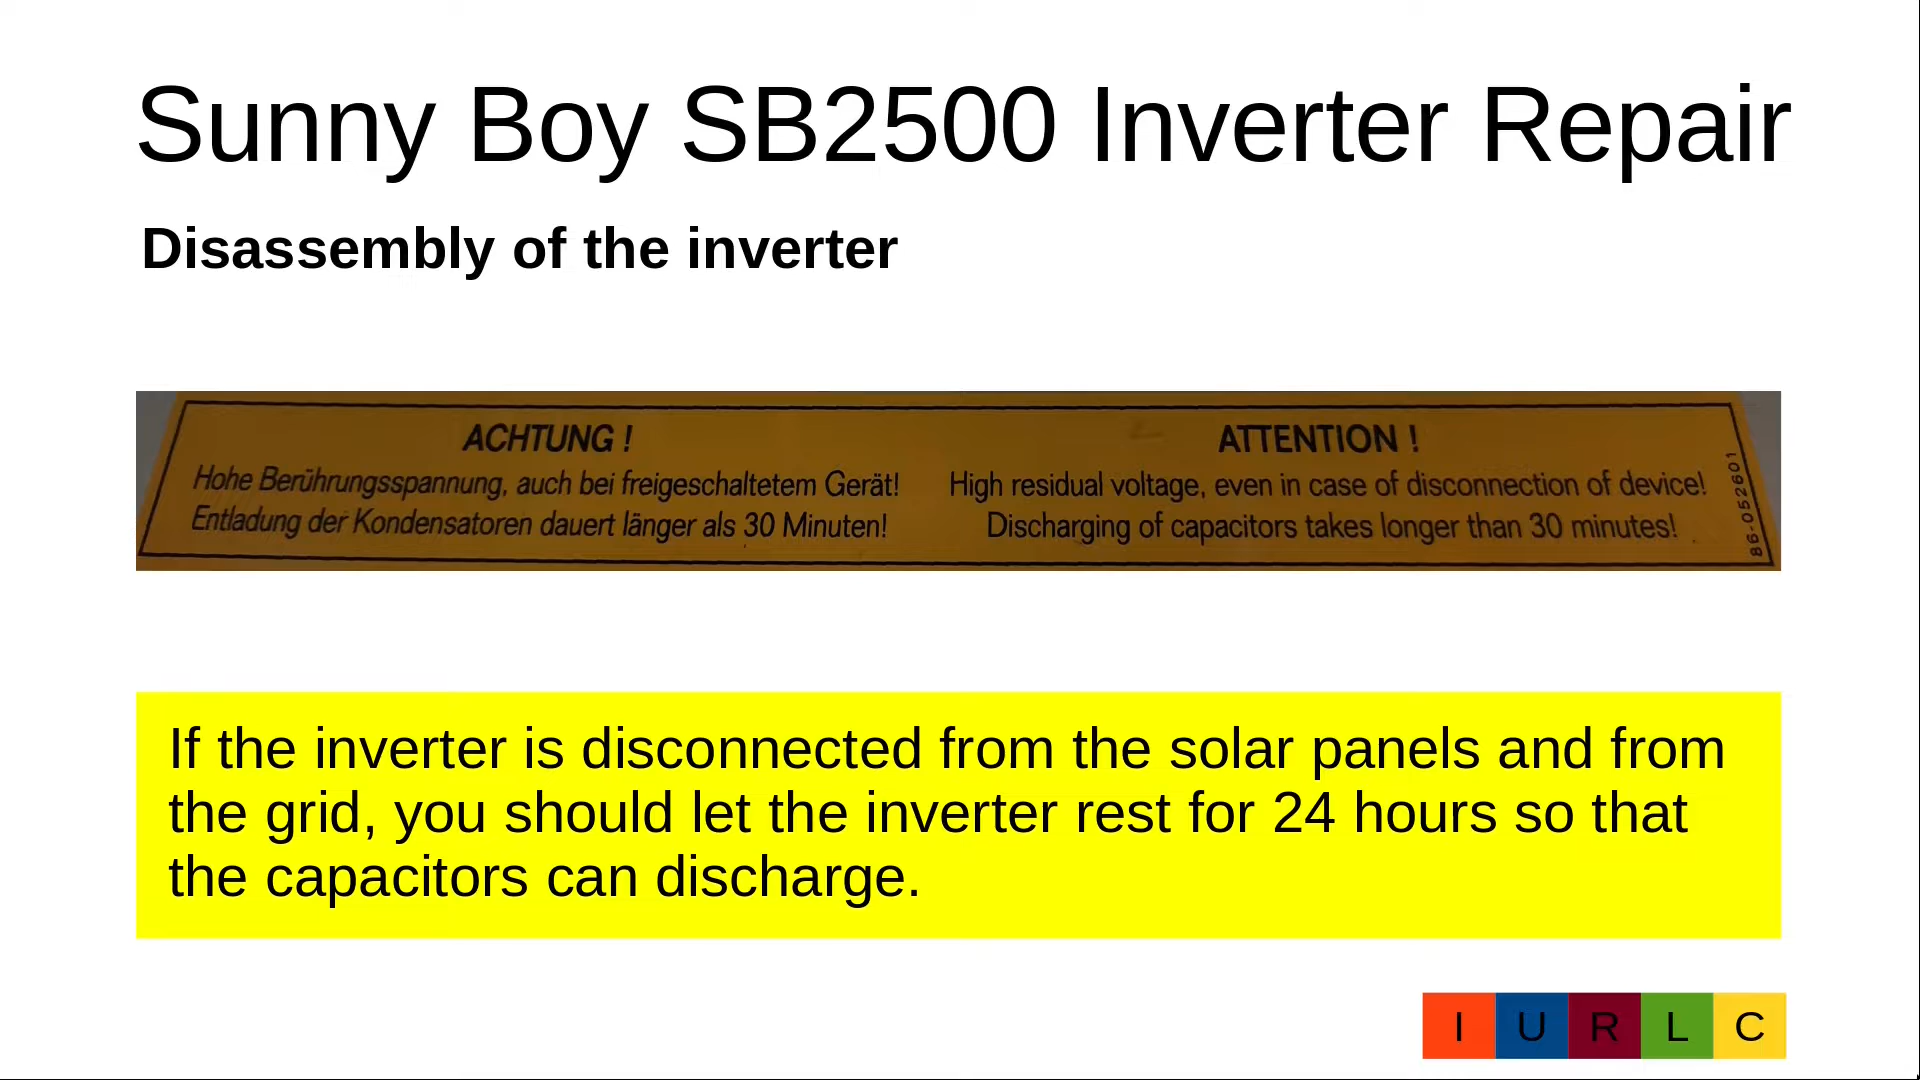 Sunny Boy SB2500 Inverter Repair
Disassembly of the inverter
ACHTUNG !
Hohe Berührungsspannung, auch bei freigeschaltetem Gerät!
Entladung der Kondensatoren dauert länger als 30 Minuten!
ATTENTION !
High residual voltage, even in case of disconnection of device!
Discharging of capacitors takes longer than 30 minutes!
86-052601
If the inverter is disconnected from the solar panels and from
the grid, you should let the inverter rest for 24 hours so that
the capacitors can discharge.
I U R L C